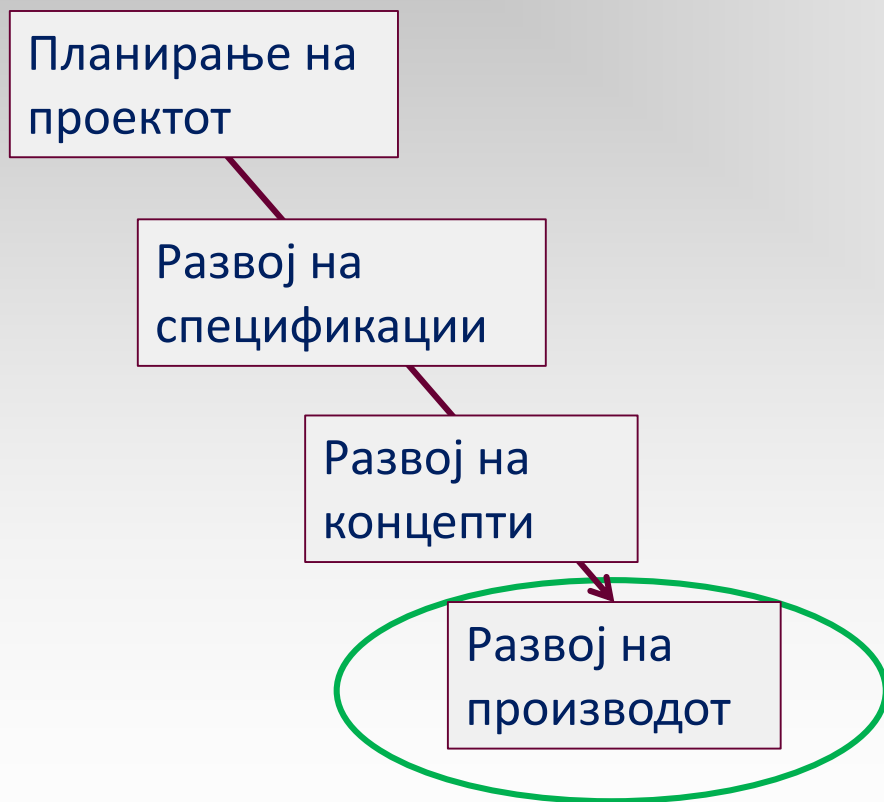 Планирање на
проектот
Развој на
спецификации
Развој на
концепти
Развој на
производот